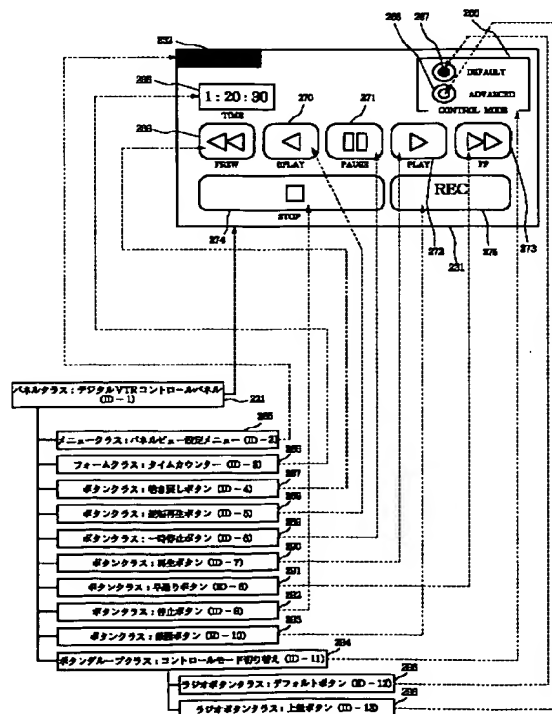 DEFAULT
ADVANCED
CONTROL MODE
1:20:30
TIME
270
271
FREW
PAUSE
PLAY
FF
REC
STOP
274
272
273
231
パネルクラス：デジタルVTRコントロールパネル
(ID-1)
221
メニュークラス：パネルビュー設定メニュー (ID-2)
フォームクラス：タイムカウンター (ID-3)
ボタンクラス：巻き戻しボタン (ID-4)
ボタンクラス：逆転再生ボタン (ID-5)
ボタンクラス：一時停止ボタン (ID-6)
ボタンクラス：再生ボタン (ID-7)
290
ボタンクラス：早送りボタン (ID-8)
291
ボタンクラス：停止ボタン (ID-9)
292
ボタンクラス：録画ボタン (ID-10)
293
ボタングループクラス：コントロールモード切り替え (ID-11)
294
ラジオボタンクラス：デフォルトボタン (ID-12)
ラジオボタンクラス：上級ボタン (ID-13)